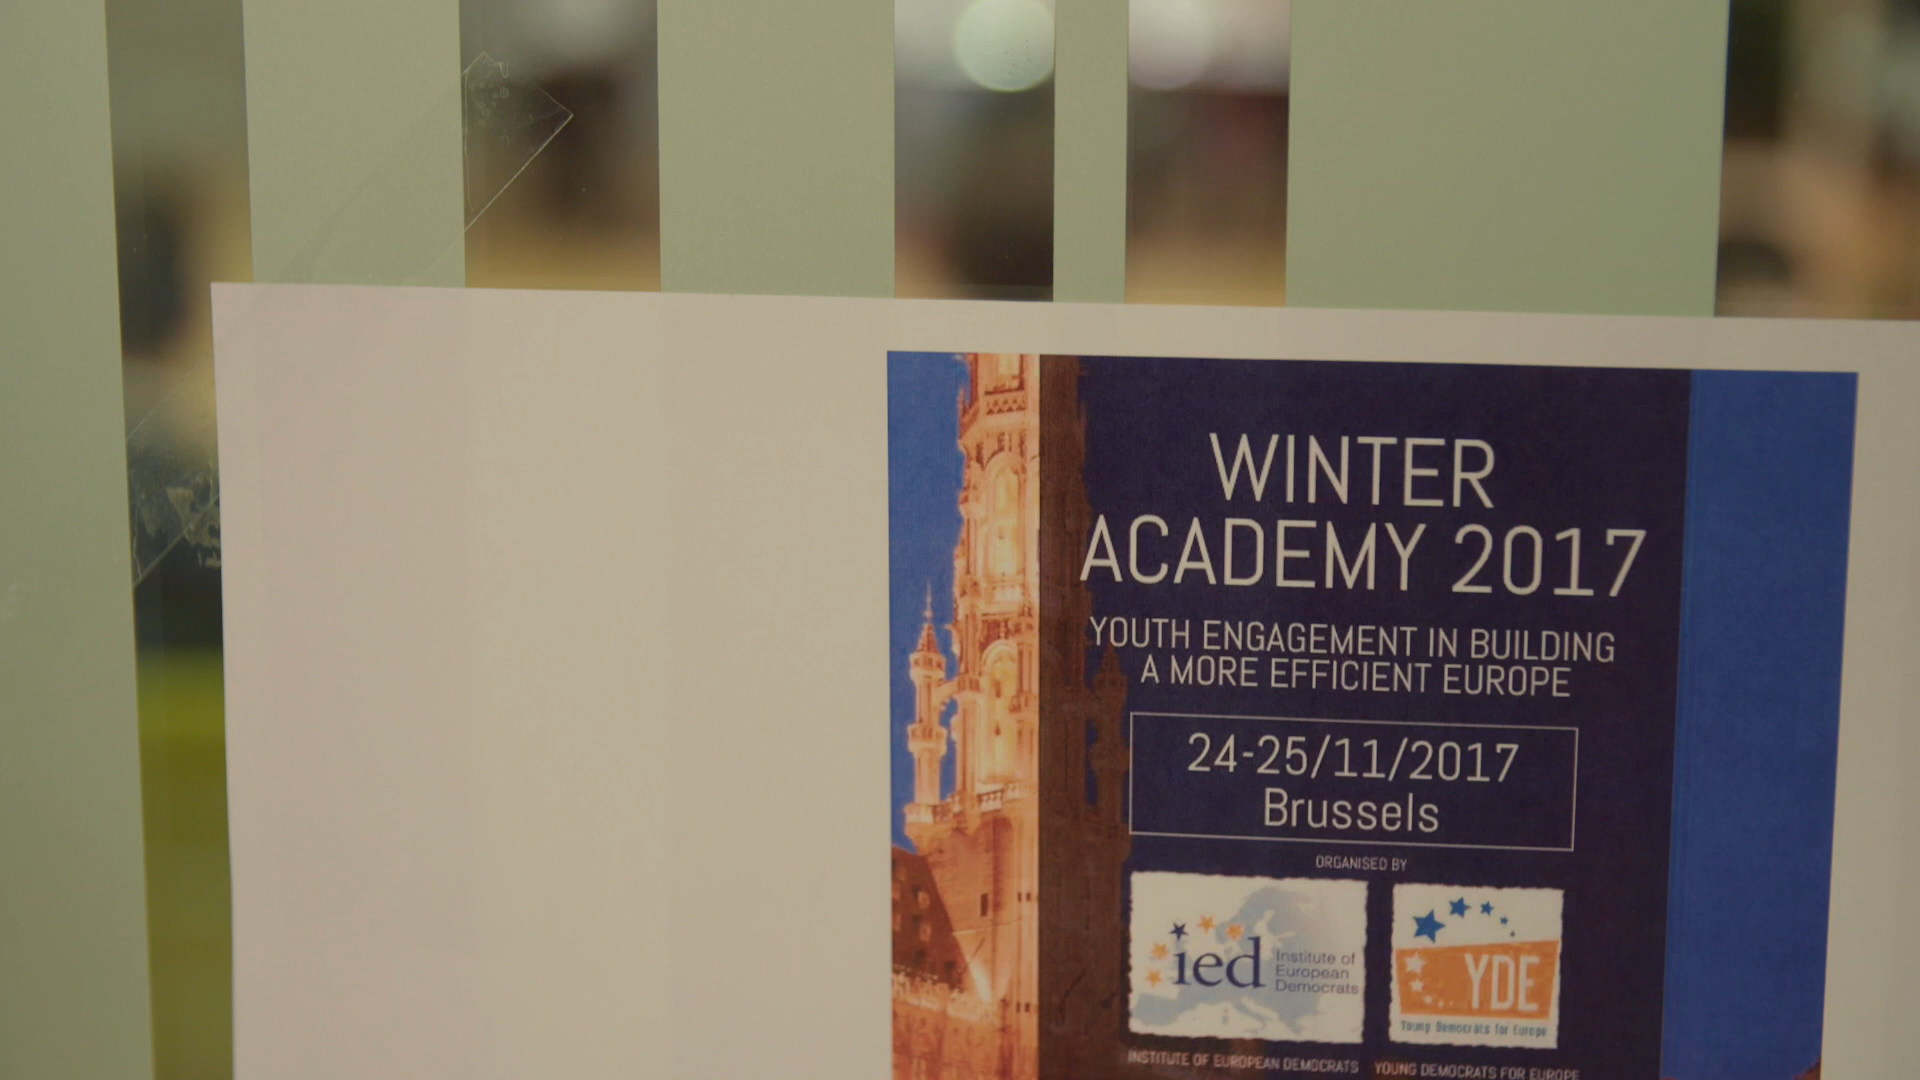 WINTER
ACADEMY 2017
YOUTH ENGAGEMENT IN BUILDING
A MORE EFFICIENT EUROPE
24-25/11/2017
Brussels
ORGANISED BY
ied
Institute of
European
Democrats
YDE
Young Democrats for Europe
INSTITUTE OF EUROPEAN DEMOCRATS
YOUNG DEMOCRATS FOR EUROPE